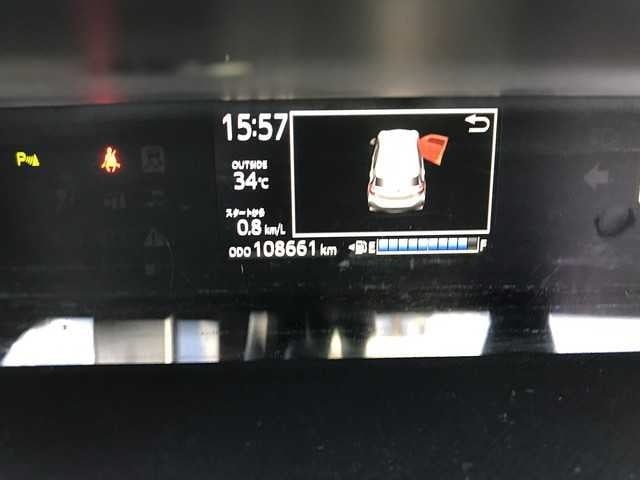 15:57
P
OUTSIDE
34℃
スタートから
0.8 km/L
ODO 108661 km
E F